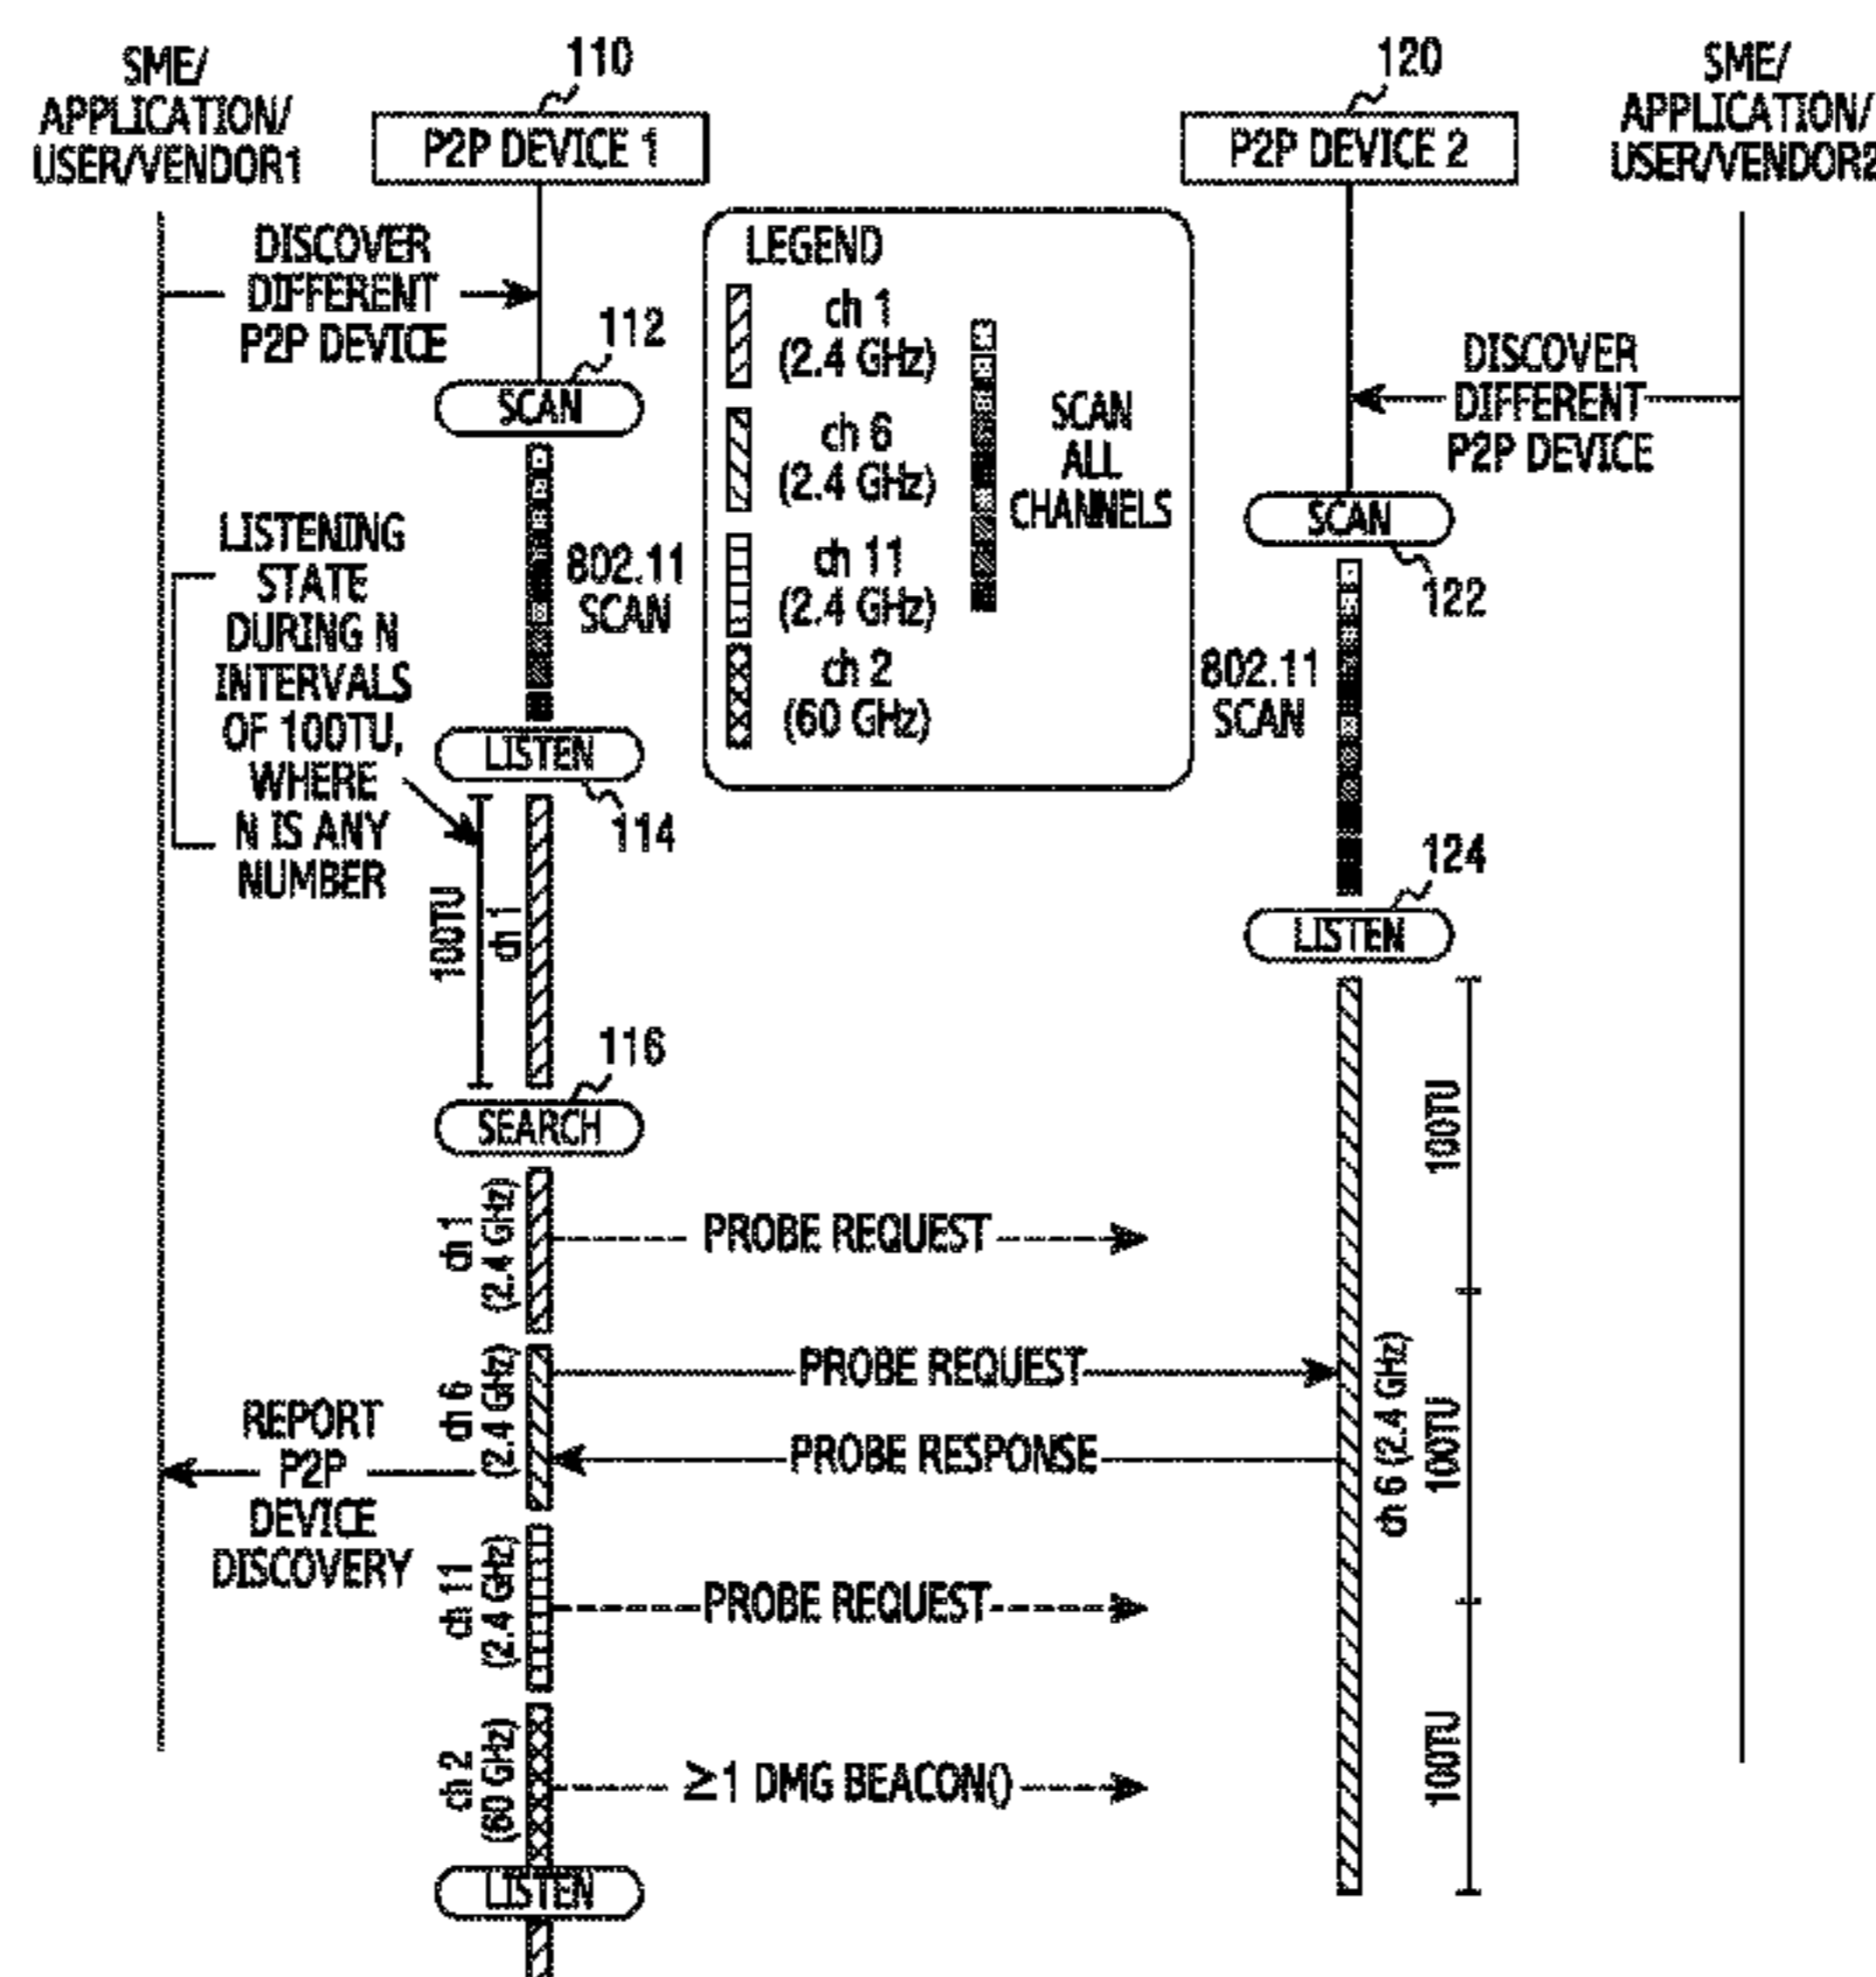 SME/
APPLICATION/
USER/VENDOR1
110
P2P DEVICE 1
120
P2P DEVICE 2
SME/
APPLICATION/
USER/VENDOR2
DISCOVER
DIFFERENT
P2P DEVICE
112
SCAN
802.11
SCAN
LEGEND
ch 1
(2.4 GHz)
ch 6
(2.4 GHz)
ch 11
(2.4 GHz)
ch 2
(60 GHz)
SCAN
ALL
CHANNELS
DISCOVER
DIFFERENT
P2P DEVICE
SCAN
122
802.11
SCAN
LISTENING
STATE
DURING N
INTERVALS
OF 100TU,
WHERE
N IS ANY
NUMBER
LISTEN
114
100TU
ch 1
124
LISTEN
116
SEARCH
ch 1
(2.4 GHz)
PROBE REQUEST
100TU
ch 6
(2.4 GHz)
PROBE REQUEST
PROBE RESPONSE
ch 6 (2.4 GHz)
100TU
REPORT
P2P
DEVICE
DISCOVERY
ch 11
(2.4 GHz)
PROBE REQUEST
ch 2
(60 GHz)
≥1 DMG BEACON()
100TU
LISTEN